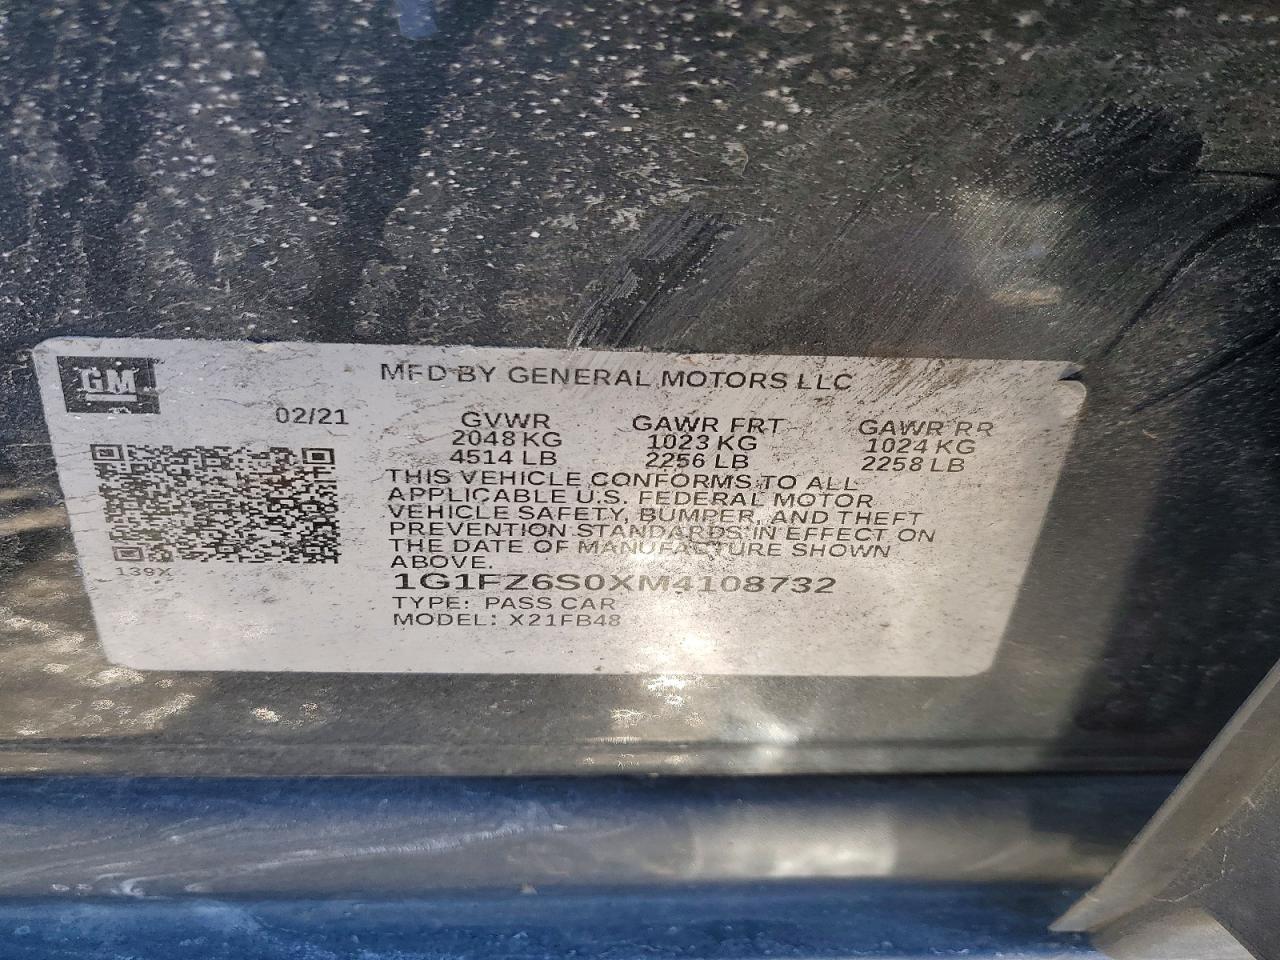 GM
MFD BY GENERAL MOTORS LLC
02/21
GVWR GAWR FRT GAWR RR
2048 KG 1023 KG 1024 KG
4514 LB 2256 LB 2258 LB
THIS VEHICLE CONFORMS TO ALL
APPLICABLE U.S. FEDERAL MOTOR
VEHICLE SAFETY, BUMPER, AND THEFT
PREVENTION STANDARDS IN EFFECT ON
THE DATE OF MANUFACTURE SHOWN
ABOVE.
139X
1G1FZ6S0XM4108732
TYPE: PASS CAR
MODEL: X21FB48